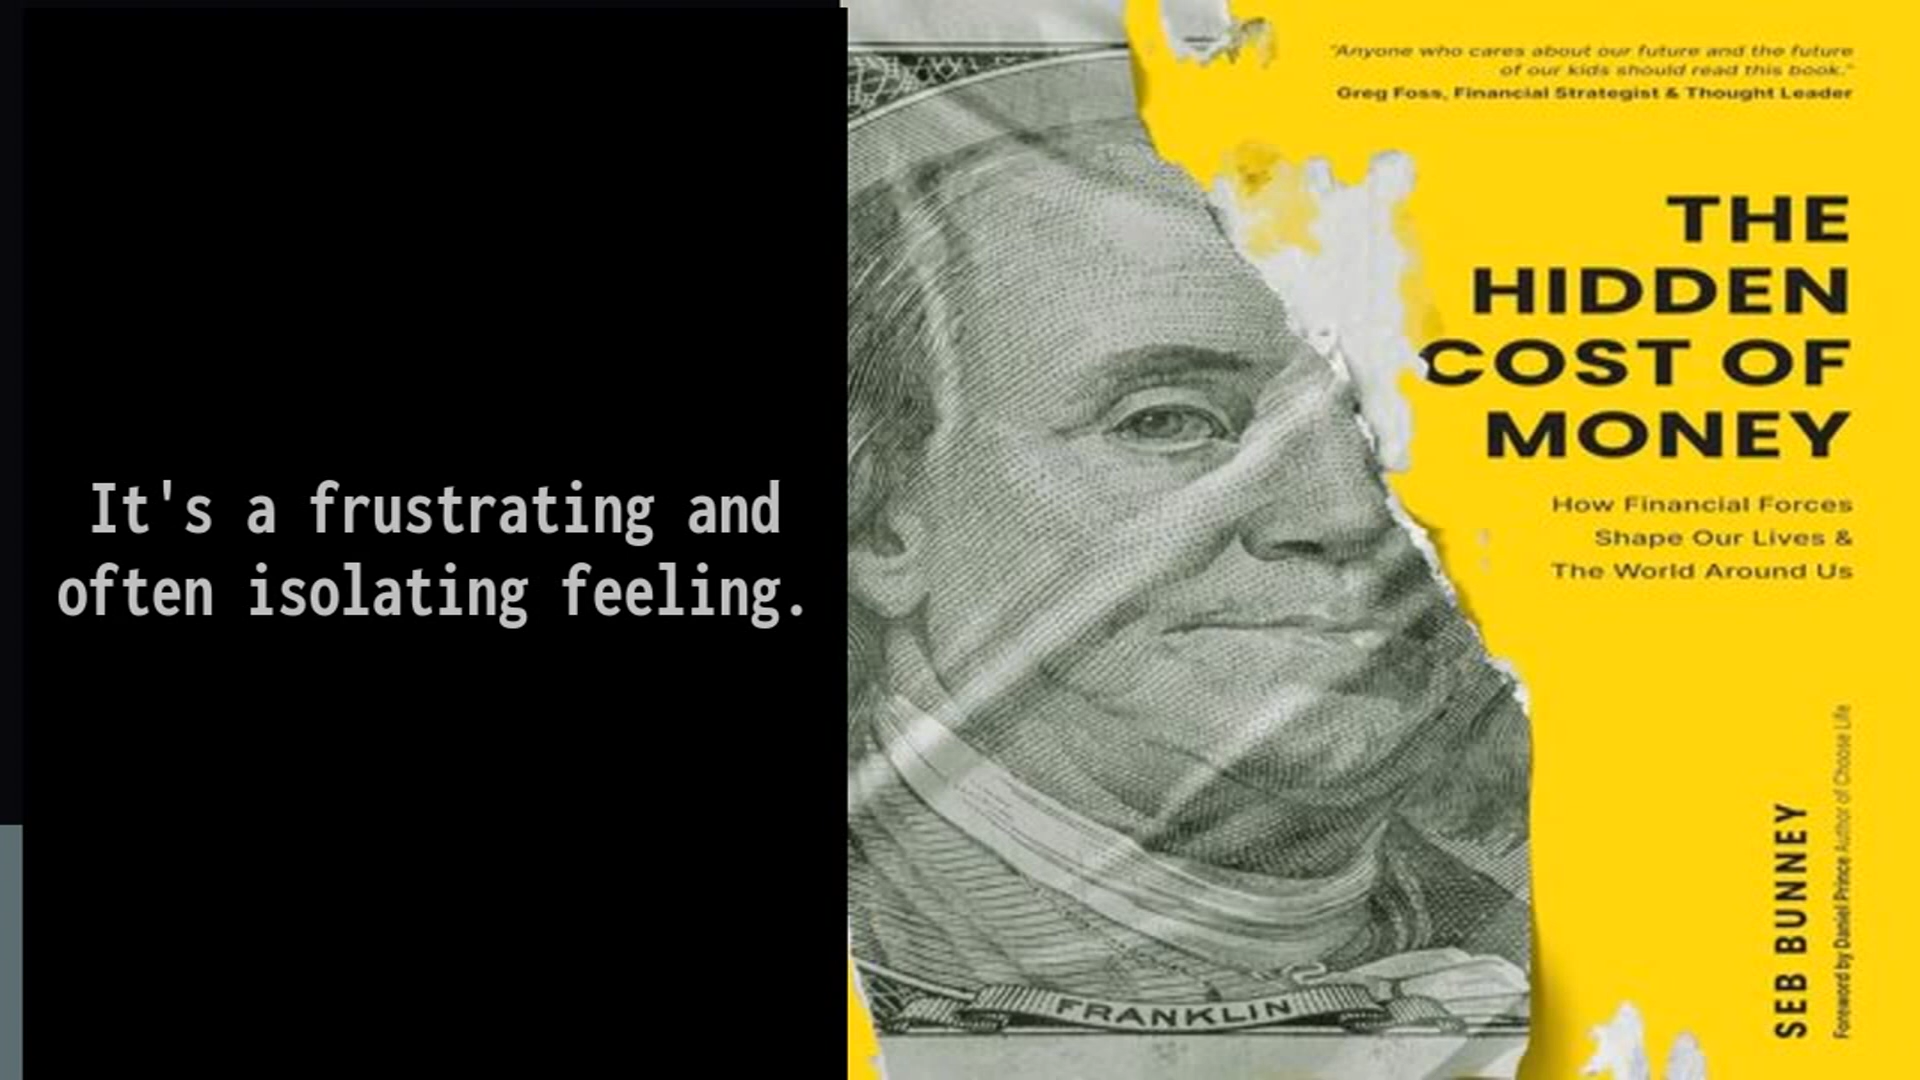 It's a frustrating and
often isolating feeling.
"Anyone who cares about our future and the future
of our kids should read this book."
Greg Foss, Financial Strategist & Thought Leader
THE
HIDDEN
COST OF
MONEY
How Financial Forces
Shape Our Lives &
The World Around Us
SEB BUNNEY
Foreword by Daniel Prince Author of Choose Life
FRANKLIN